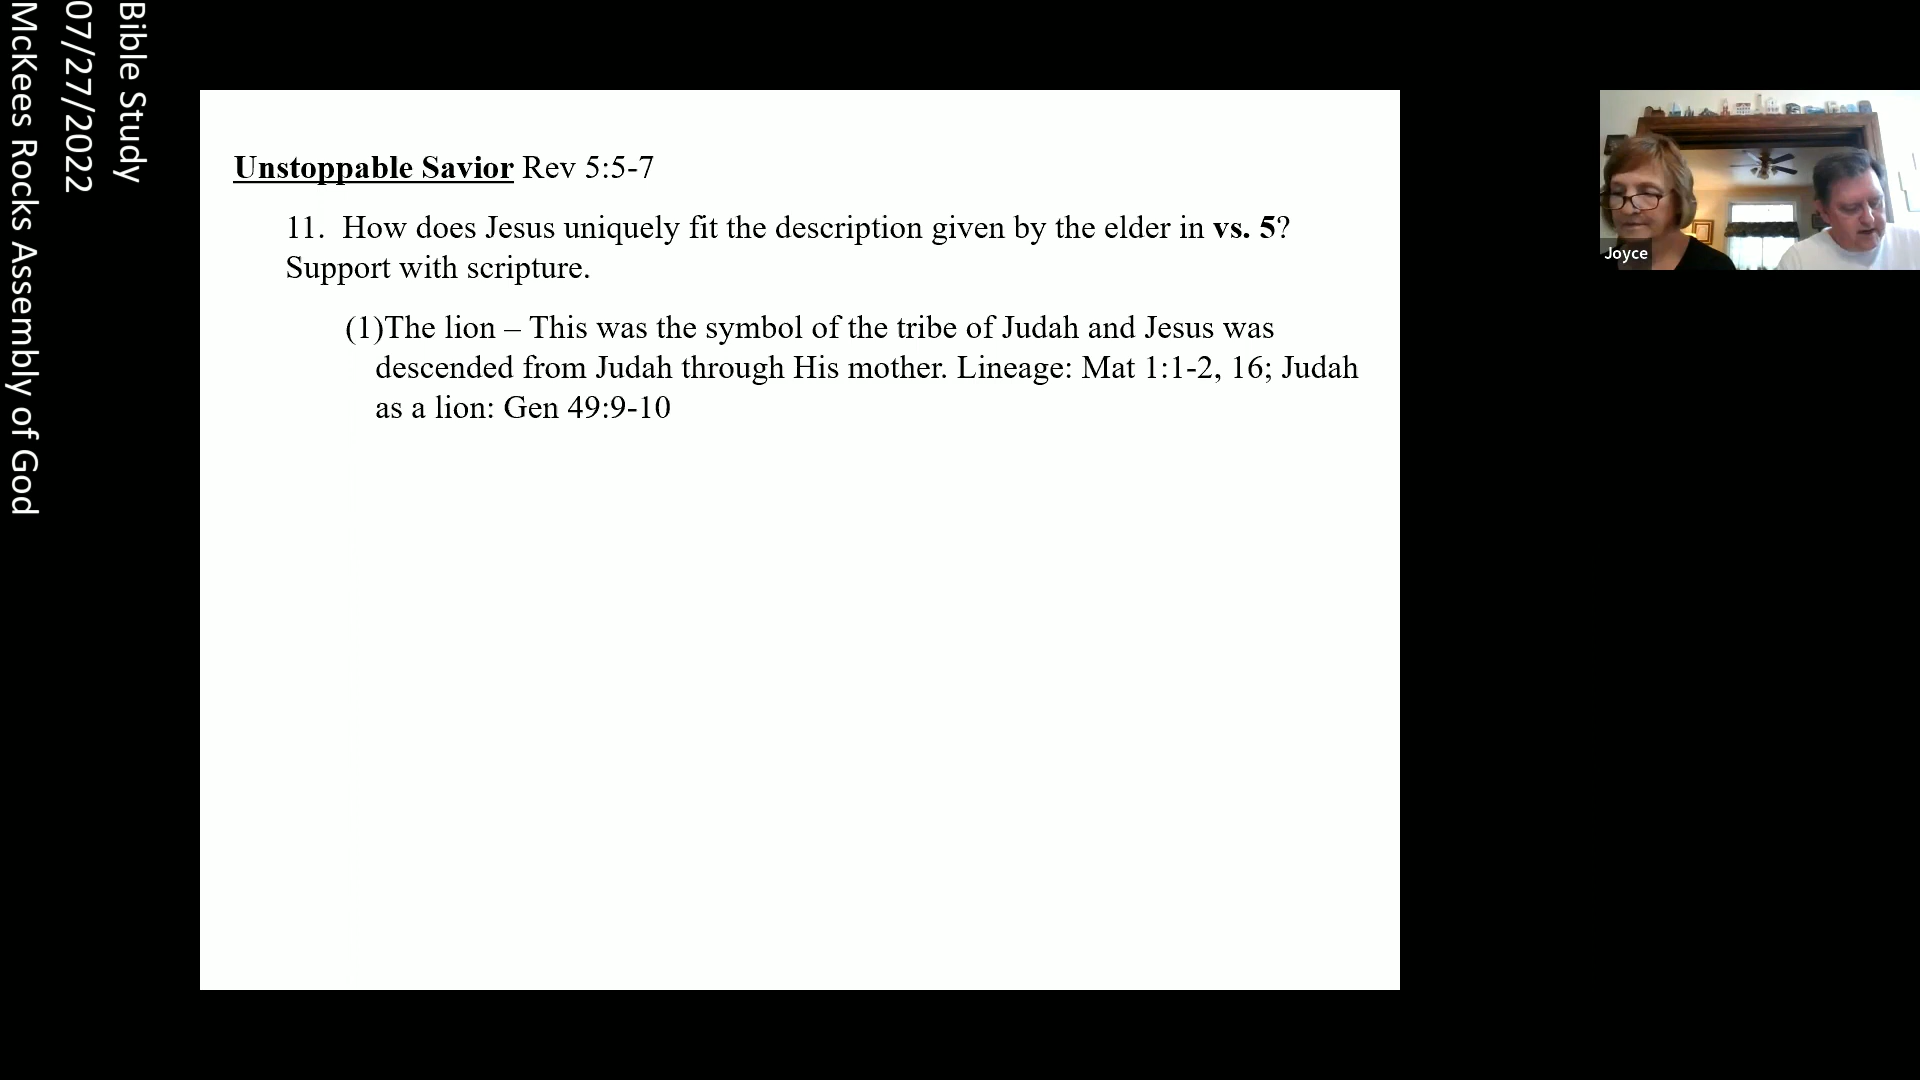 Bible Study
07/27/2022
McKees Rocks Assembly of God
Unstoppable Savior Rev 5:5-7
11. How does Jesus uniquely fit the description given by the elder in vs. 5?
Support with scripture.
(1)The lion – This was the symbol of the tribe of Judah and Jesus was
descended from Judah through His mother. Lineage: Mat 1:1-2, 16; Judah
as a lion: Gen 49:9-10
Joyce